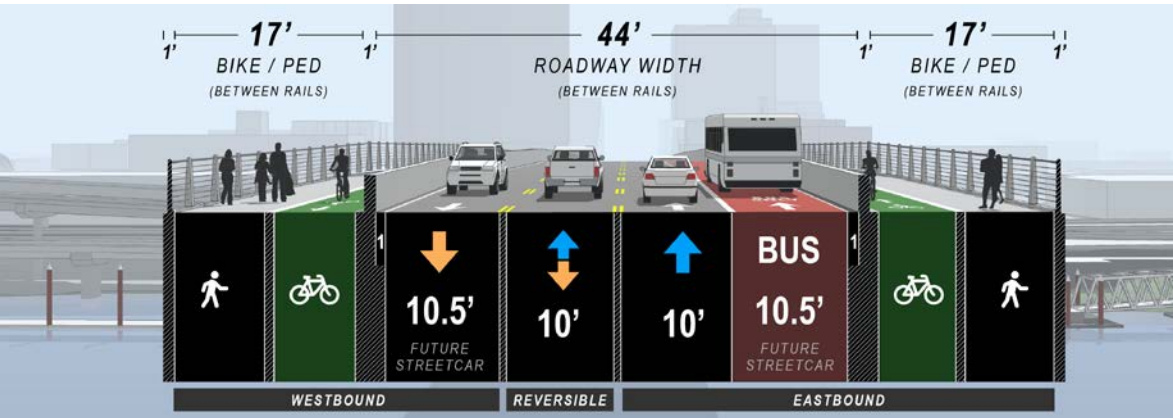 1'
17'
BIKE / PED
(BETWEEN RAILS)
1'
44'
ROADWAY WIDTH
(BETWEEN RAILS)
1'
17'
BIKE / PED
(BETWEEN RAILS)
1'
1
10.5'
FUTURE
STREETCAR
10'
10'
BUS
10.5'
FUTURE
STREETCAR
1
WESTBOUND
REVERSIBLE
EASTBOUND